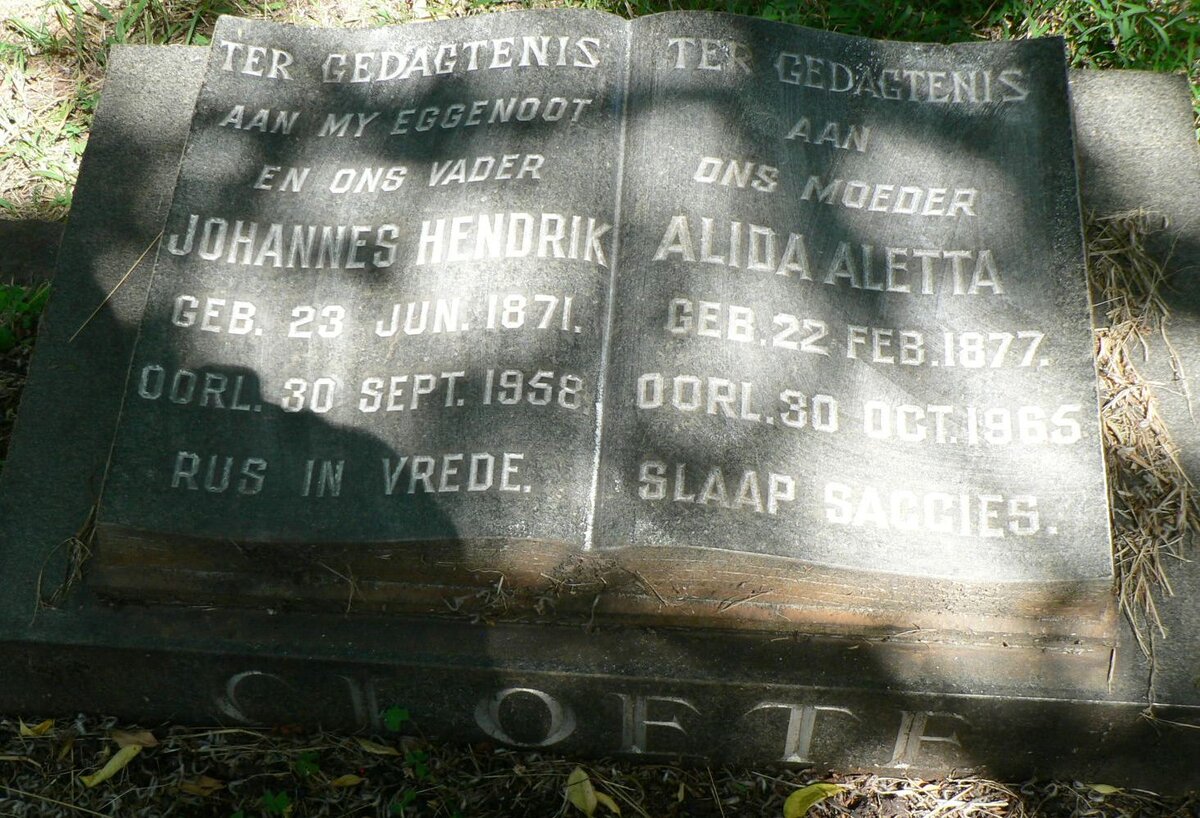 TER GEDAGTENIS
AAN MY EGGENOOT
EN ONS VADER
JOHANNES HENDRIK
GEB. 23 JUN. 1871.
OORL. 30 SEPT. 1958.
RUS IN VREDE.
TER GEDAGTENIS
AAN
ONS MOEDER
ALIDA ALETTA
GEB. 22 FEB. 1877.
OORL. 30 OCT. 1965
SLAAP SAGGIES.
CLOETE